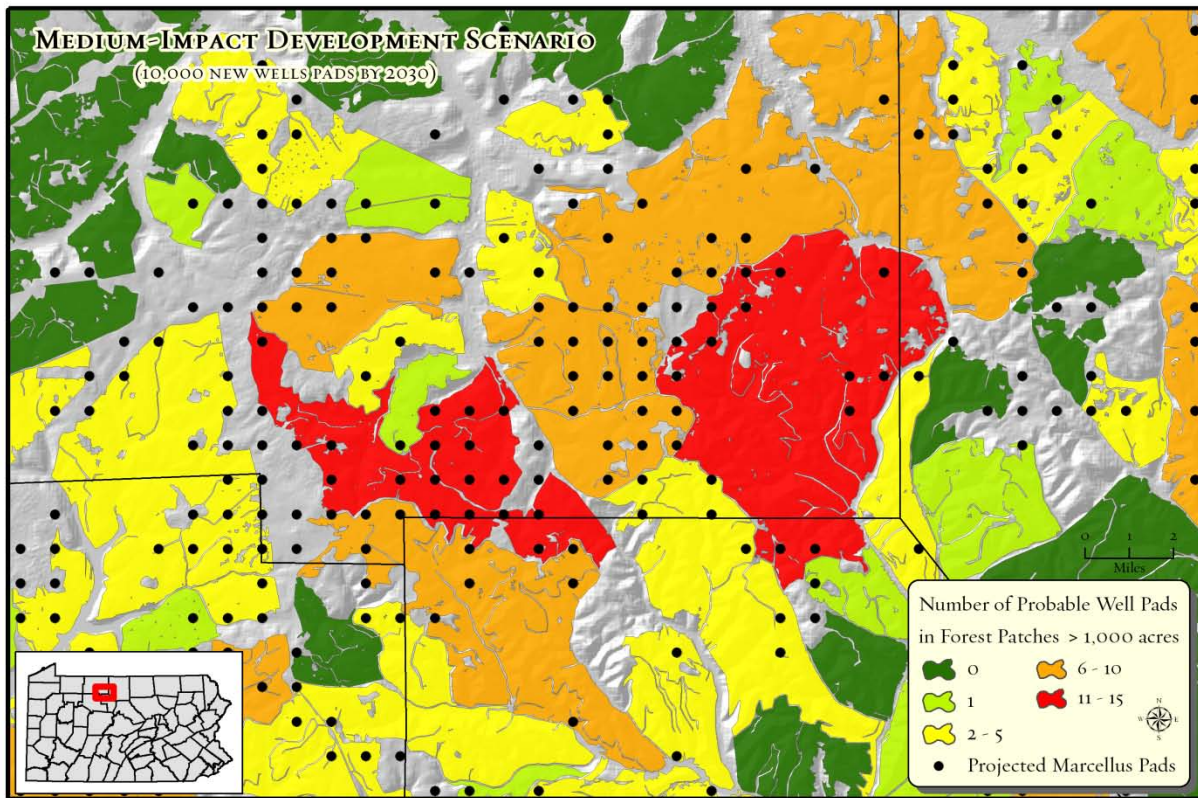 Medium-Impact Development Scenario
(10,000 new wells pads by 2030)
0 1 2
Miles
Number of Probable Well Pads
in Forest Patches > 1,000 acres
0
6 - 10
1
11 - 15
2 - 5
Projected Marcellus Pads
N
W E
S